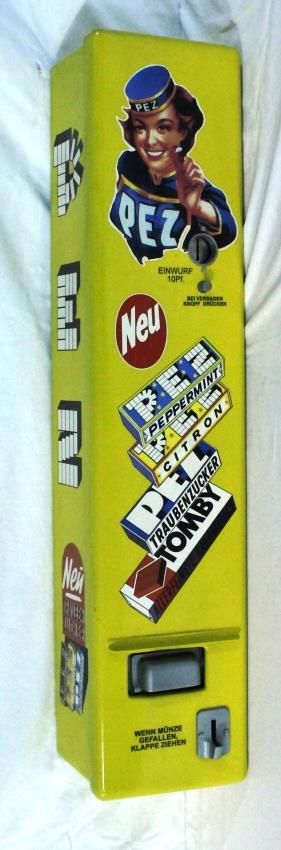 PEZ
PEZ
EINWURF
10Pf.
BEI VERSAGEN
KNOPF DRÜCKEN
Neu
PEZ
PEPPERMINT
PEZ
CITRON
PEZ
TRAUBENZUCKER
TOMBY
WENN MÜNZE
GEFALLEN,
KLAPPE ZIEHEN
PEZ
Neu